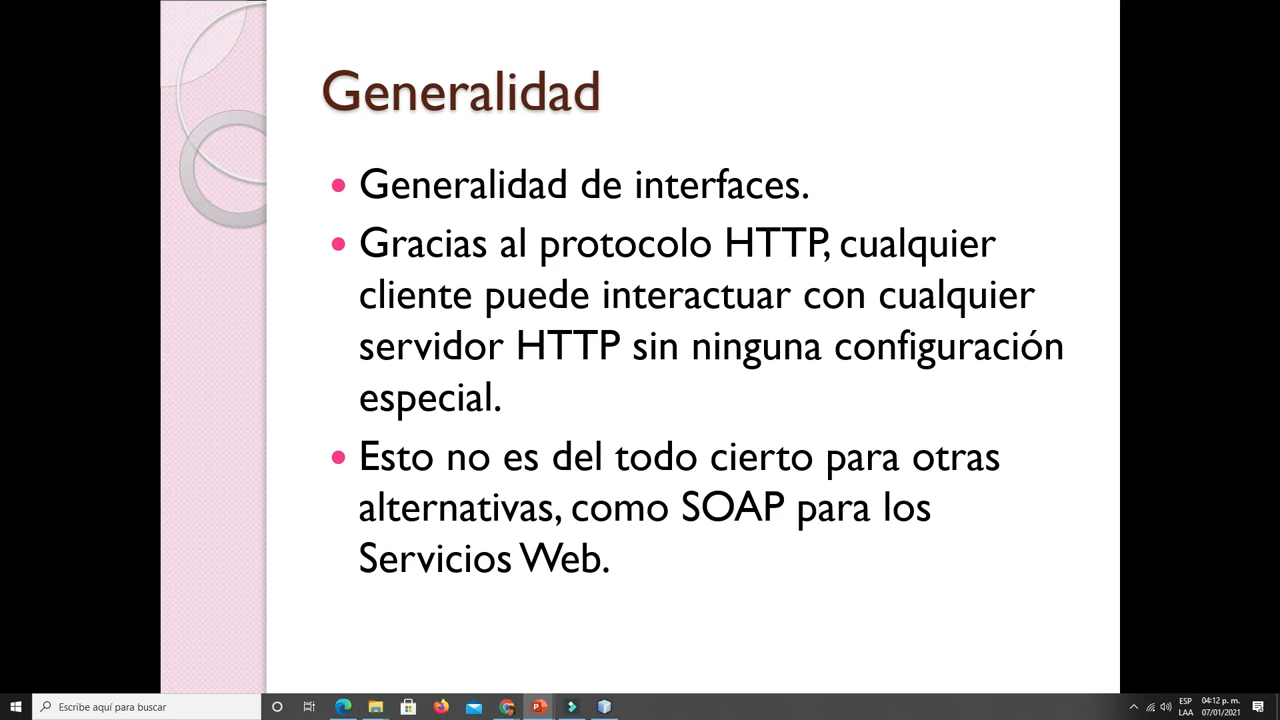 Generalidad
Generalidad de interfaces.
Gracias al protocolo HTTP, cualquier
cliente puede interactuar con cualquier
servidor HTTP sin ninguna configuración
especial.
Esto no es del todo cierto para otras
alternativas, como SOAP para los
Servicios Web.
Escribe aquí para buscar
ESP
LAA
04:12 p. m.
07/01/2021